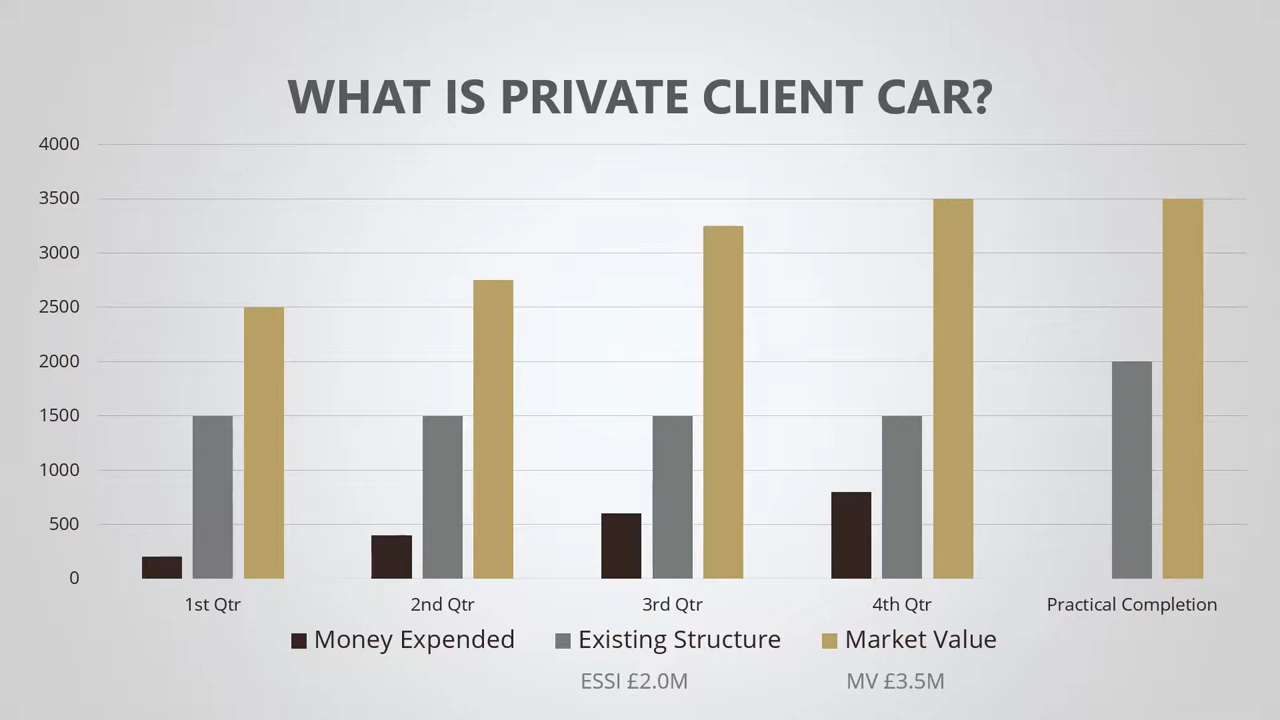 WHAT IS PRIVATE CLIENT CAR?
4000
3500
3000
2500
2000
1500
1000
500
0
1st Qtr 2nd Qtr 3rd Qtr 4th Qtr Practical Completion
Money Expended Existing Structure Market Value
ESSI £2.0M MV £3.5M